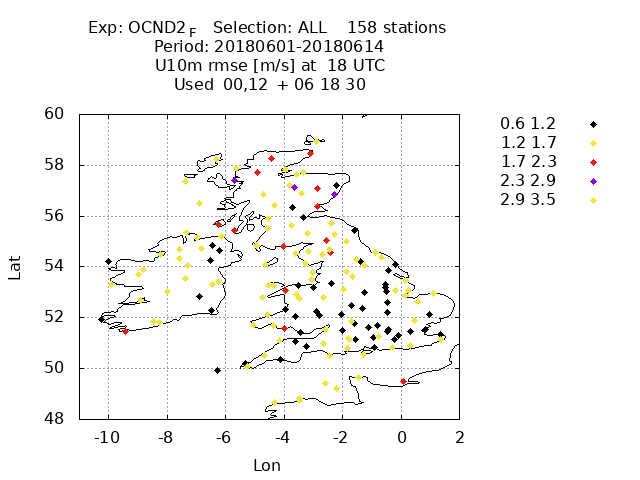 Exp: OCND2 F Selection: ALL 158 stations
Period: 20180601-20180614
U10m rmse [m/s] at 18 UTC
Used 00,12 + 06 18 30
0.6 1.2
1.2 1.7
1.7 2.3
2.3 2.9
2.9 3.5
60
58
56
54
52
50
48
Lat
-10 -8 -6 -4 -2 0 2
Lon